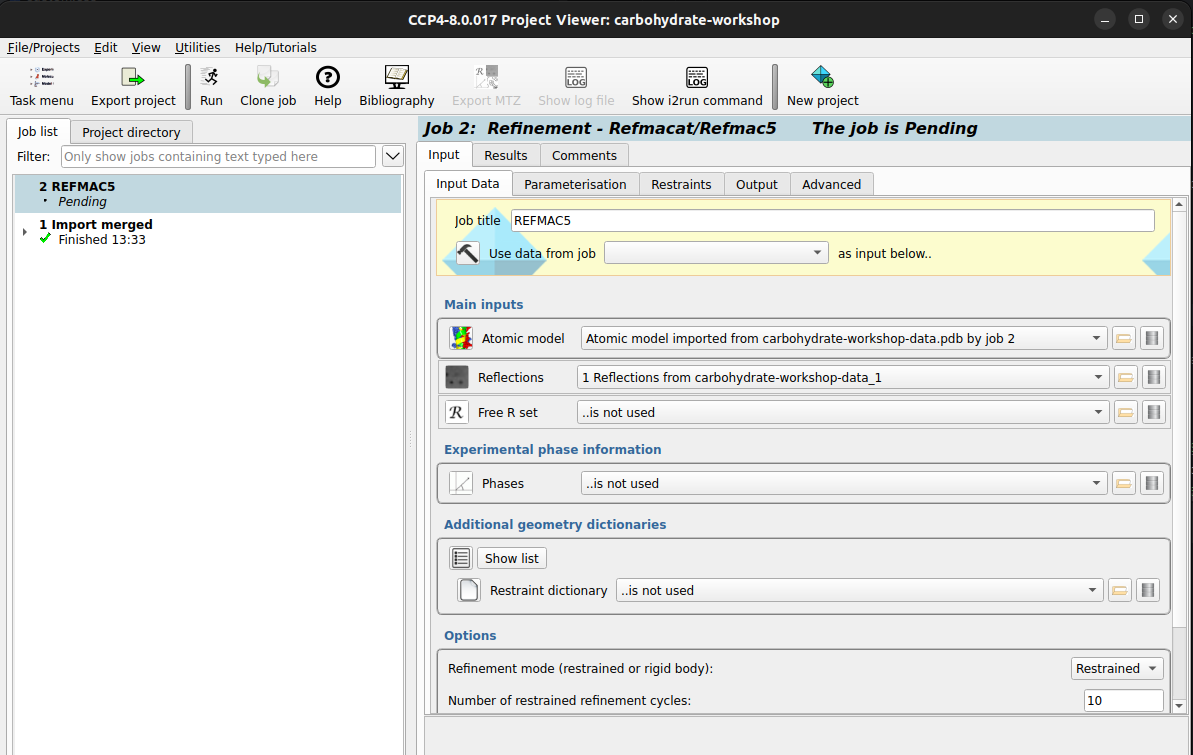 CCP4-8.0.017 Project Viewer: carbohydrate-workshop
File/Projects Edit View Utilities Help/Tutorials
Task menu Export project Run Clone job Help Bibliography Export MTZ Show log file Show i2run command New project
Job list Project directory
Filter: Only show jobs containing text typed here
2 REFMAC5
Pending
1 Import merged
Finished 13:33
Job 2: Refinement - Refmacat/Refmac5 The job is Pending
Input Results Comments
Input Data Parameterisation Restraints Output Advanced
Job title REFMAC5
Use data from job as input below..
Main inputs
Atomic model Atomic model imported from carbohydrate-workshop-data.pdb by job 2
Reflections 1 Reflections from carbohydrate-workshop-data_1
Free R set ..is not used
Experimental phase information
Phases ..is not used
Additional geometry dictionaries
Show list
Restraint dictionary ..is not used
Options
Refinement mode (restrained or rigid body): Restrained
Number of restrained refinement cycles: 10